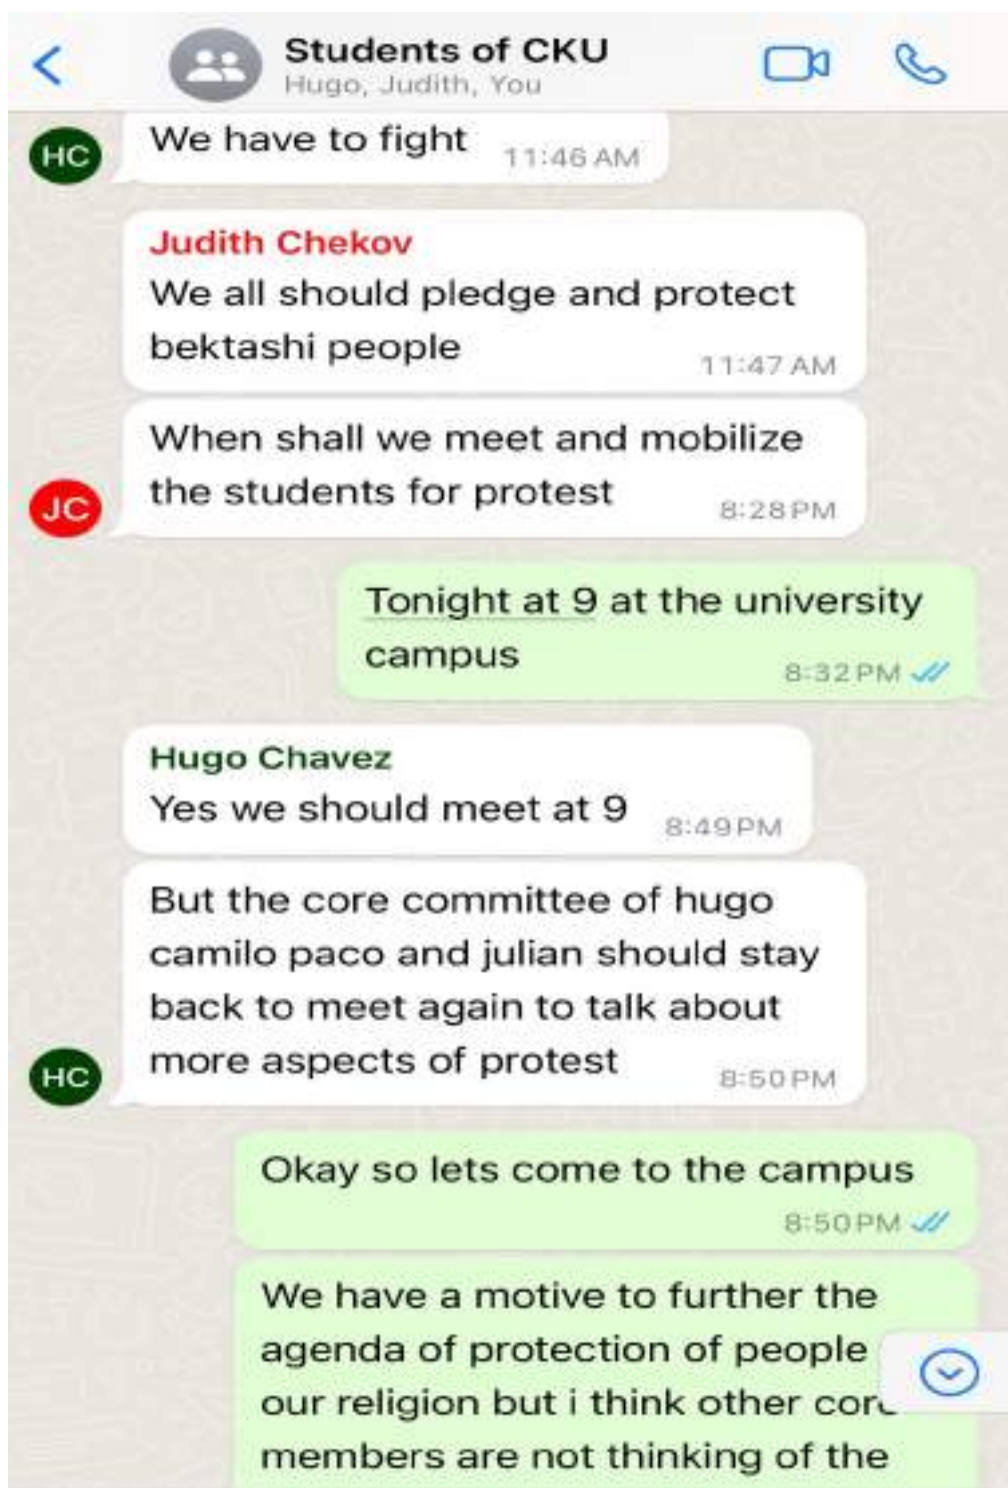 Students of CKU
Hugo, Judith, You
We have to fight 11:46 AM
HC
Judith Chekov
We all should pledge and protect
bektashi people 11:47 AM
When shall we meet and mobilize
the students for protest 8:28 PM
JC
Tonight at 9 at the university
campus 8:32 PM
Hugo Chavez
Yes we should meet at 9 8:49 PM
But the core committee of hugo
camilo paco and julian should stay
back to meet again to talk about
more aspects of protest 8:50 PM
HC
Okay so lets come to the campus
8:50 PM
We have a motive to further the
agenda of protection of people
our religion but i think other core
members are not thinking of the